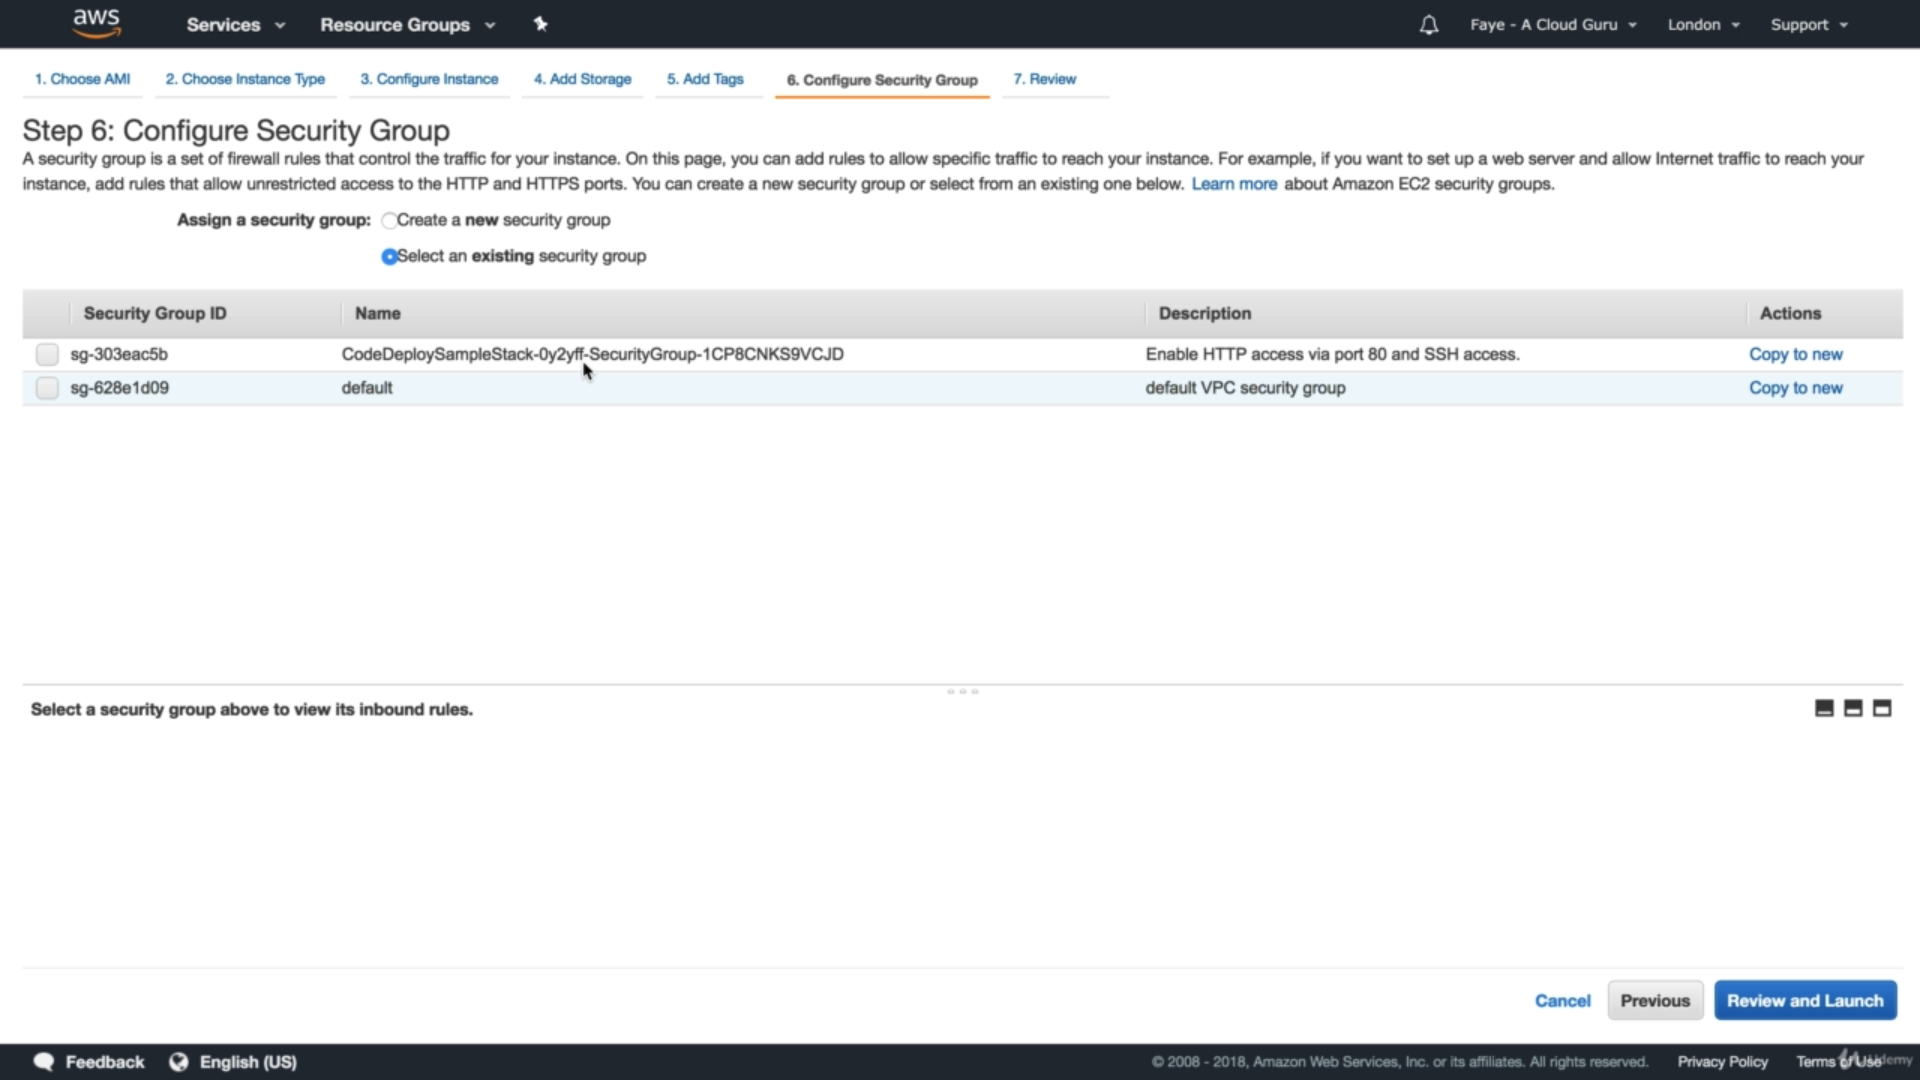 aws Services Resource Groups Faye - A Cloud Guru London Support
1. Choose AMI 2. Choose Instance Type 3. Configure Instance 4. Add Storage 5. Add Tags 6. Configure Security Group 7. Review
Step 6: Configure Security Group
A security group is a set of firewall rules that control the traffic for your instance. On this page, you can add rules to allow specific traffic to reach your instance. For example, if you want to set up a web server and allow Internet traffic to reach your
instance, add rules that allow unrestricted access to the HTTP and HTTPS ports. You can create a new security group or select from an existing one below. Learn more about Amazon EC2 security groups.
Assign a security group: Create a new security group
Select an existing security group
Security Group ID Name Description Actions
sg-303eac5b CodeDeploySampleStack-0y2yff-SecurityGroup-1CP8CNKS9VCJD Enable HTTP access via port 80 and SSH access. Copy to new
sg-628e1d09 default default VPC security group Copy to new
Select a security group above to view its inbound rules.
Cancel Previous Review and Launch
Feedback English (US) © 2008 - 2018, Amazon Web Services, Inc. or its affiliates. All rights reserved. Privacy Policy Terms of Use